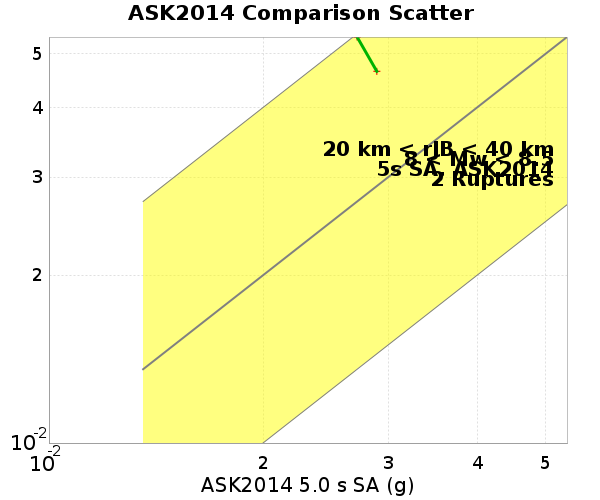 ASK2014 Comparison Scatter
5
4
20 km < rJB < 40 km
8 < Mw < 8.5
5s SA, ASK2014
2 Ruptures
3
2
10-2
10-2
2
3
4
5
ASK2014 5.0 s SA (g)